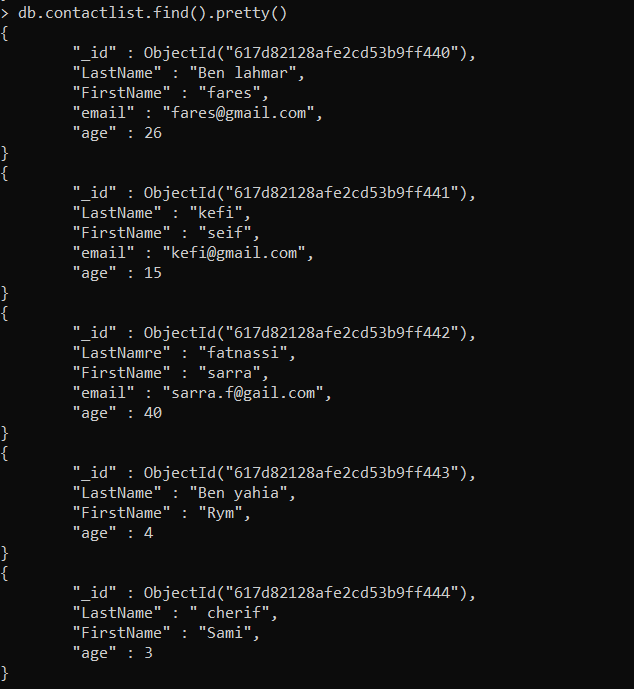 > db.contactlist.find().pretty()
{
"_id" : ObjectId("617d82128afe2cd53b9ff440"),
"LastName" : "Ben lahmar",
"FirstName" : "fares",
"email" : "fares@gmail.com",
"age" : 26
}
{
"_id" : ObjectId("617d82128afe2cd53b9ff441"),
"LastName" : "kefi",
"FirstName" : "seif",
"email" : "kefi@gmail.com",
"age" : 15
}
{
"_id" : ObjectId("617d82128afe2cd53b9ff442"),
"LastNamre" : "fatnassi",
"FirstName" : "sarra",
"email" : "sarra.f@gail.com",
"age" : 40
}
{
"_id" : ObjectId("617d82128afe2cd53b9ff443"),
"LastName" : "Ben yahia",
"FirstName" : "Rym",
"age" : 4
}
{
"_id" : ObjectId("617d82128afe2cd53b9ff444"),
"LastName" : " cherif",
"FirstName" : "Sami",
"age" : 3
}